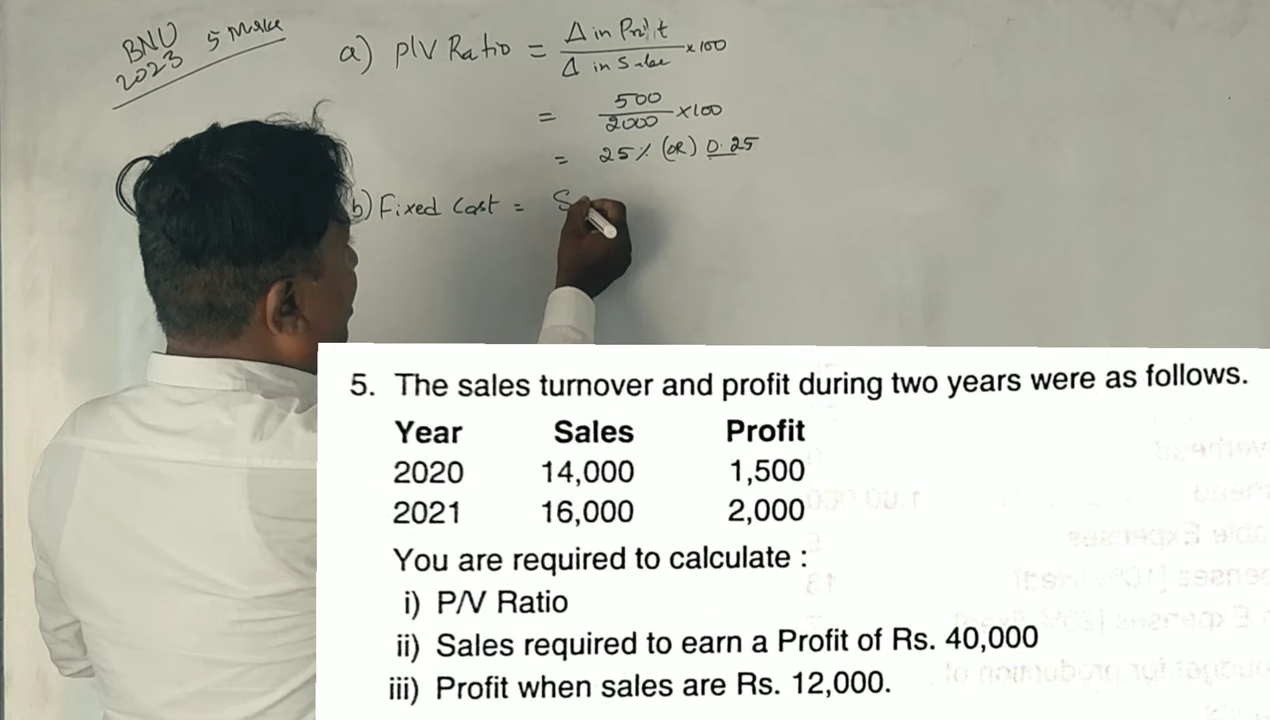 BNU 5 Marks
2023
a) P/V Ratio = Δ in Profit / Δ in Sales × 100
= 500 / 2000 × 100
= 25% (OR) 0.25
b) Fixed Cost = S
5. The sales turnover and profit during two years were as follows.
Year Sales Profit
2020 14,000 1,500
2021 16,000 2,000
You are required to calculate :
i) P/V Ratio
ii) Sales required to earn a Profit of Rs. 40,000
iii) Profit when sales are Rs. 12,000.